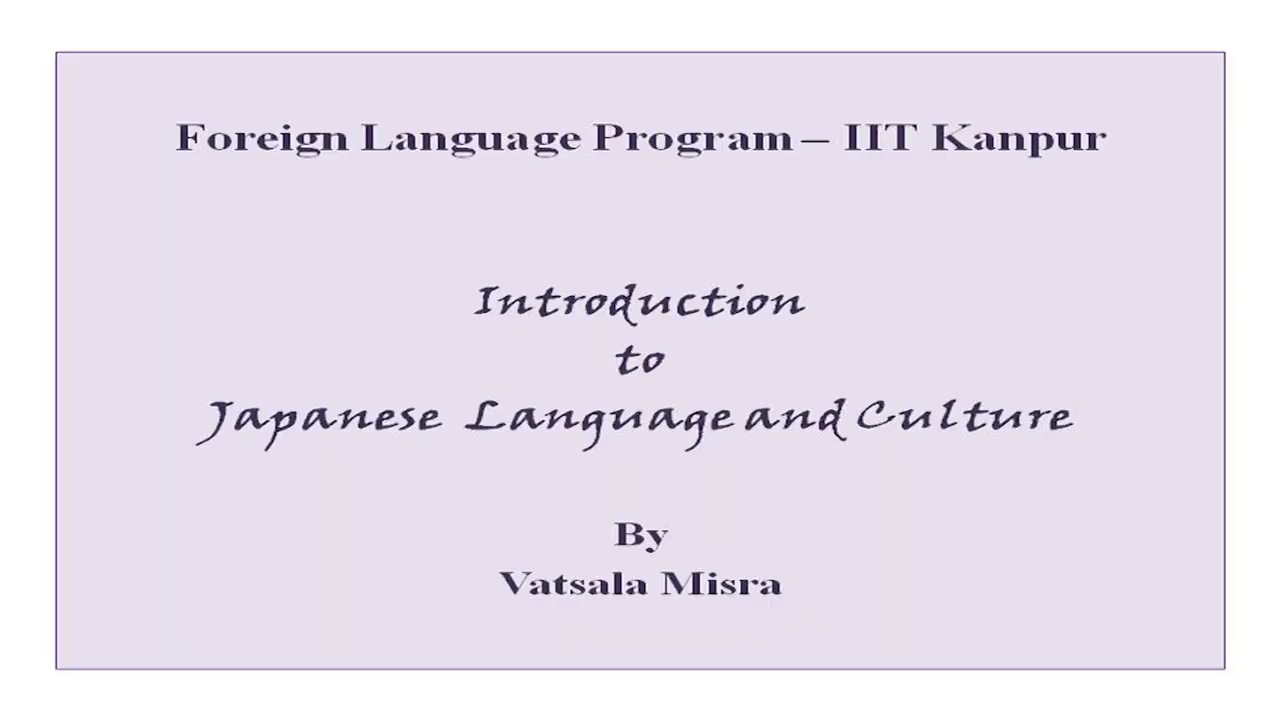 Foreign Language Program – IIT Kanpur
Introduction
to
Japanese Language and Culture
By
Vatsala Misra